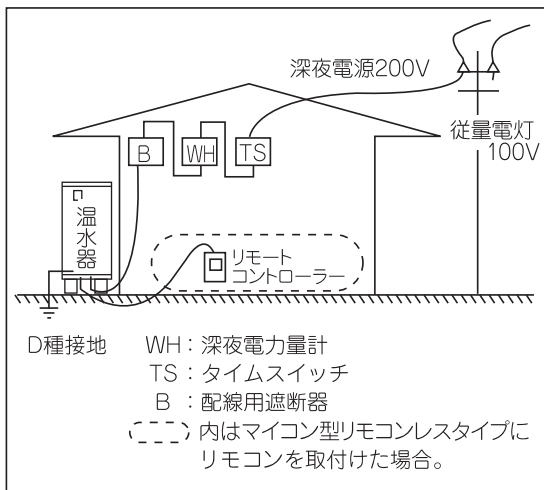 深夜電源200V
従量電灯
100V
B
WH
TS
温水器
リモート
コントローラー
D種接地
WH：深夜電力量計
TS：タイムスイッチ
B：配線用遮断器
内はマイコン型リモコンレスタイプに
リモコンを取付けた場合。